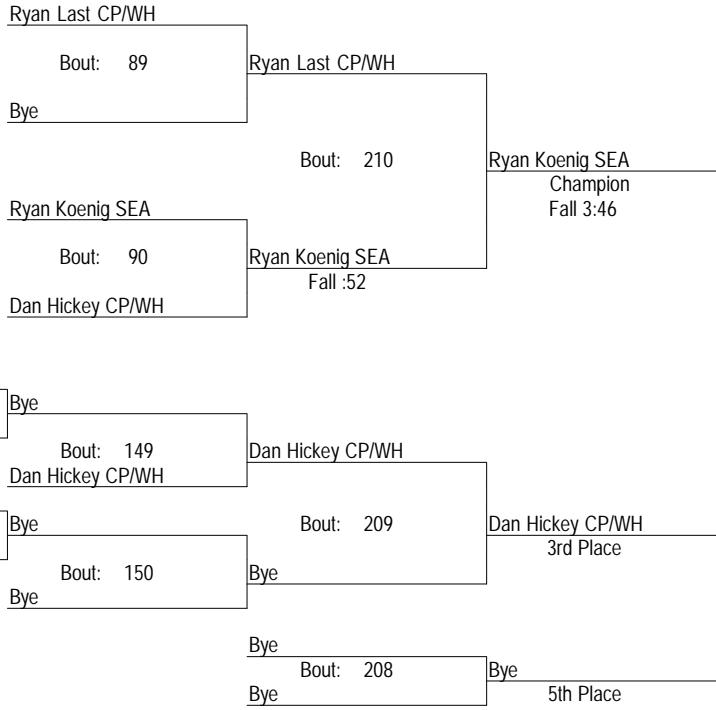 Ryan Last CP/WH
Bout: 89
Ryan Last CP/WH
Bye
Bout: 210
Ryan Koenig SEA
Champion
Fall 3:46
Ryan Koenig SEA
Bout: 90
Ryan Koenig SEA
Fall :52
Dan Hickey CP/WH
Bye
Bout: 149
Dan Hickey CP/WH
Dan Hickey CP/WH
Bye
Bout: 209
Dan Hickey CP/WH
3rd Place
Bout: 150
Bye
Bye
Bye
Bout: 208
Bye
Bye
5th Place